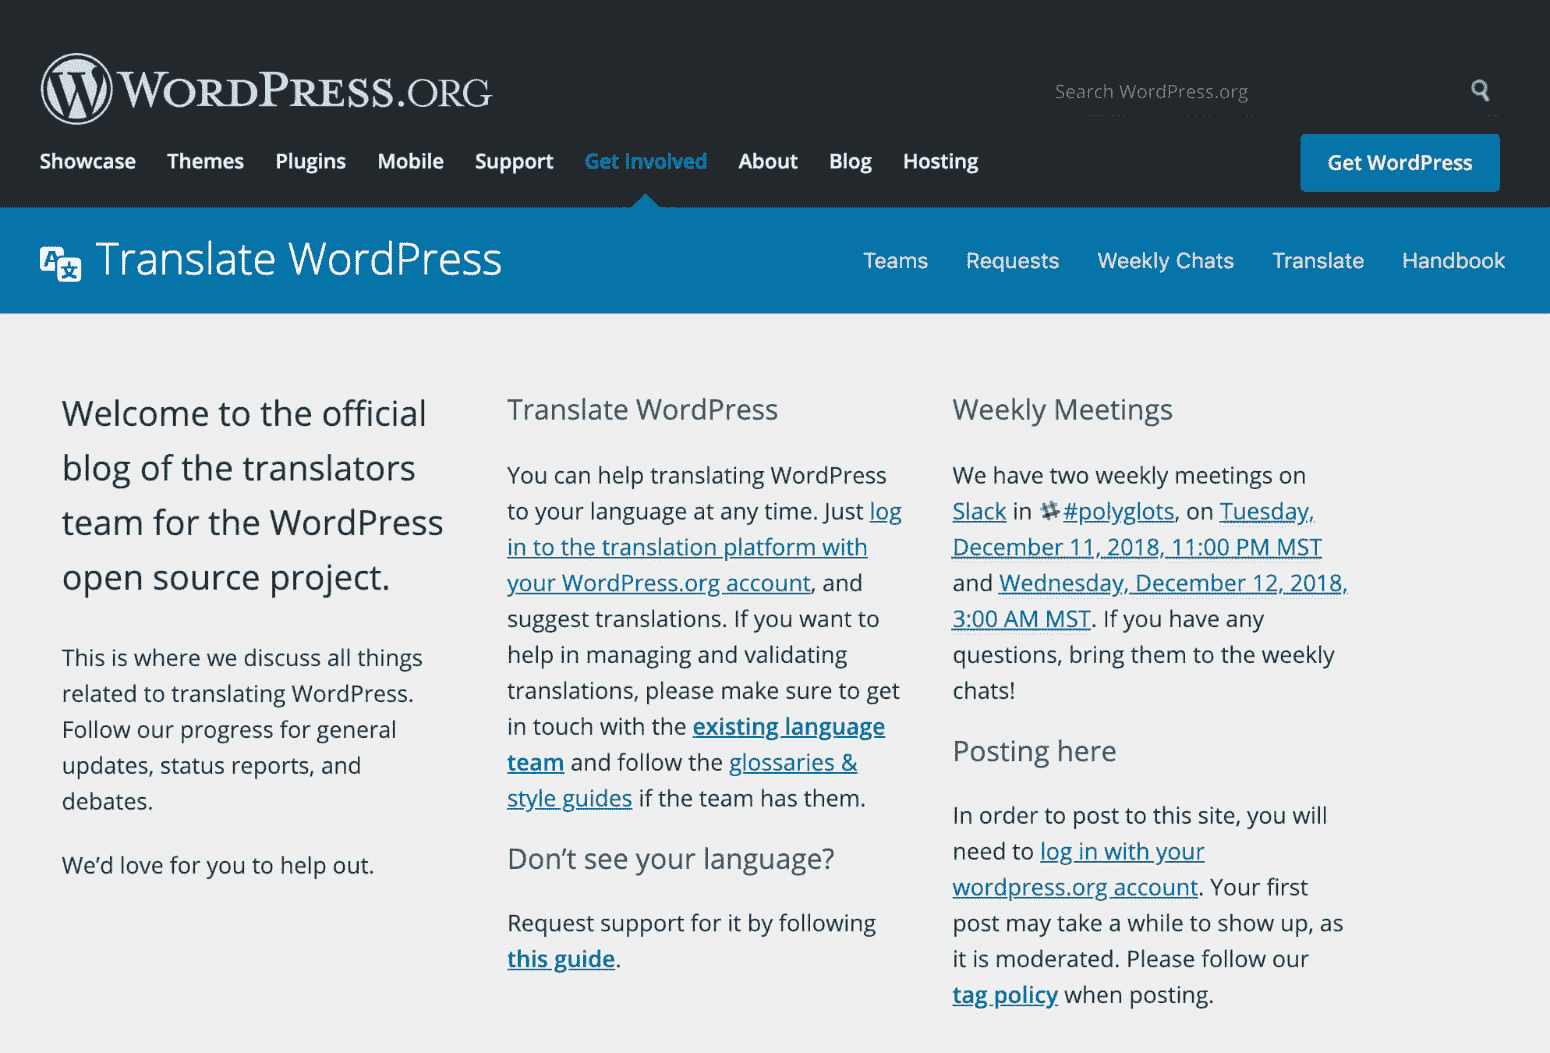 WORDPRESS.ORG
Search WordPress.org
Showcase Themes Plugins Mobile Support Get Involved About Blog Hosting
Get WordPress
Translate WordPress
Teams Requests Weekly Chats Translate Handbook
Welcome to the official
blog of the translators
team for the WordPress
open source project.
This is where we discuss all things
related to translating WordPress.
Follow our progress for general
updates, status reports, and
debates.
We’d love for you to help out.
Translate WordPress
You can help translating WordPress
to your language at any time. Just log
in to the translation platform with
your WordPress.org account, and
suggest translations. If you want to
help in managing and validating
translations, please make sure to get
in touch with the existing language
team and follow the glossaries &
style guides if the team has them.
Don’t see your language?
Request support for it by following
this guide.
Weekly Meetings
We have two weekly meetings on
Slack in #polyglots, on Tuesday,
December 11, 2018, 11:00 PM MST
and Wednesday, December 12, 2018,
3:00 AM MST. If you have any
questions, bring them to the weekly
chats!
Posting here
In order to post to this site, you will
need to log in with your
wordpress.org account. Your first
post may take a while to show up, as
it is moderated. Please follow our
tag policy when posting.